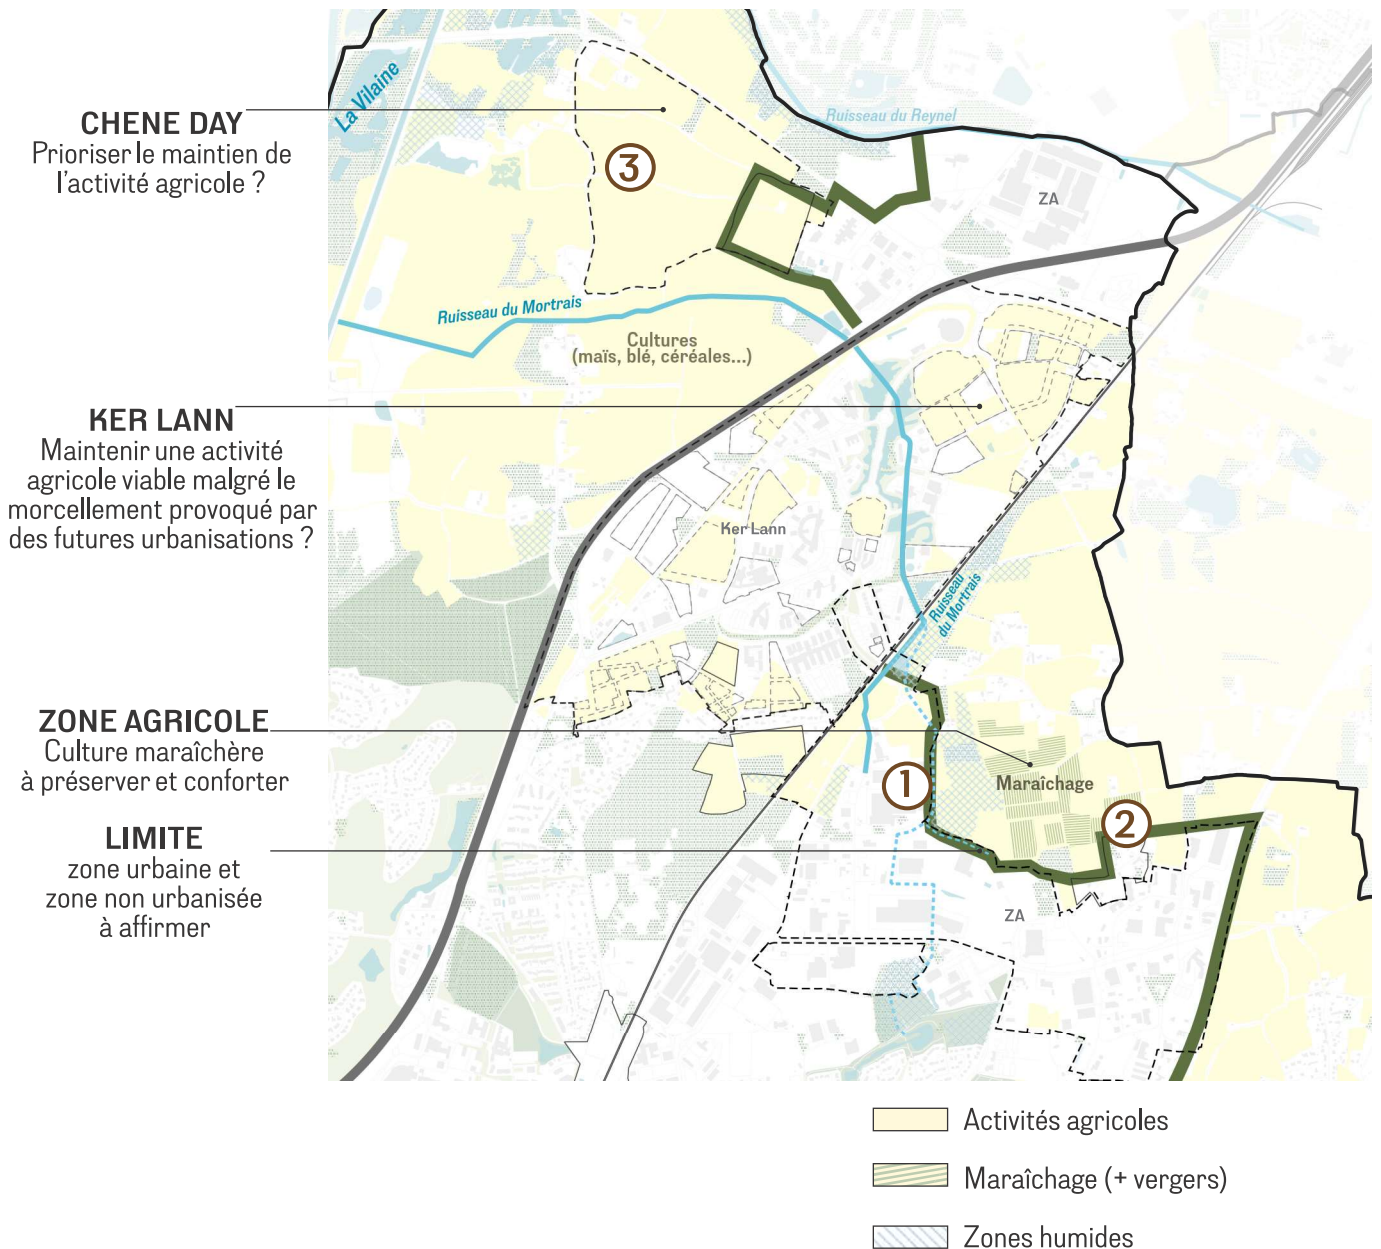 CHENE DAY
Prioriser le maintien de
l'activité agricole ?
KER LANN
Maintenir une activité
agricole viable malgré le
morcellement provoqué par
des futures urbanisations ?
ZONE AGRICOLE
Culture maraîchère
à préserver et conforter
LIMITE
zone urbaine et
zone non urbanisée
à affirmer
La Vilaine
Ruisseau du Reynel
3
ZA
Ruisseau du Mortrais
Cultures
(maïs, blé, céréales...)
Ker Lann
Ruisseau
du Mortrais
1
Maraîchage
2
ZA
Activités agricoles
Maraîchage (+ vergers)
Zones humides